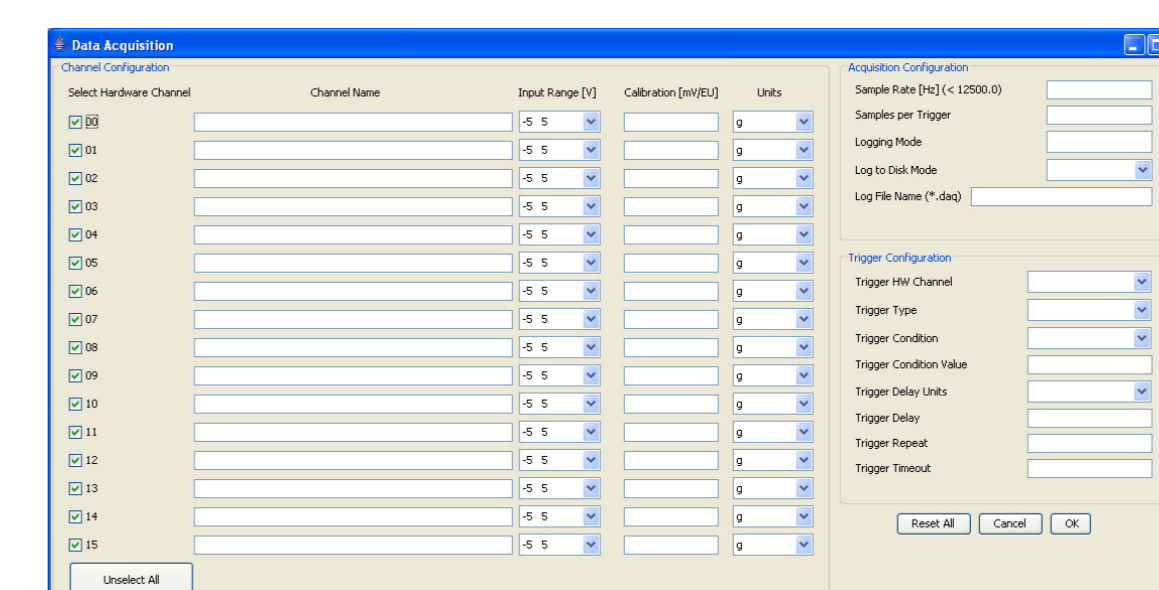 Data Acquisition
Channel Configuration
Select Hardware Channel Channel Name Input Range [V] Calibration [mV/EU] Units
00 -5 5 g
01 -5 5 g
02 -5 5 g
03 -5 5 g
04 -5 5 g
05 -5 5 g
06 -5 5 g
07 -5 5 g
08 -5 5 g
09 -5 5 g
10 -5 5 g
11 -5 5 g
12 -5 5 g
13 -5 5 g
14 -5 5 g
15 -5 5 g
Unselect All
Acquisition Configuration
Sample Rate [Hz] (< 12500.0)
Samples per Trigger
Logging Mode
Log to Disk Mode
Log File Name (*.daq)
Trigger Configuration
Trigger HW Channel
Trigger Type
Trigger Condition
Trigger Condition Value
Trigger Delay Units
Trigger Delay
Trigger Repeat
Trigger Timeout
Reset All Cancel OK